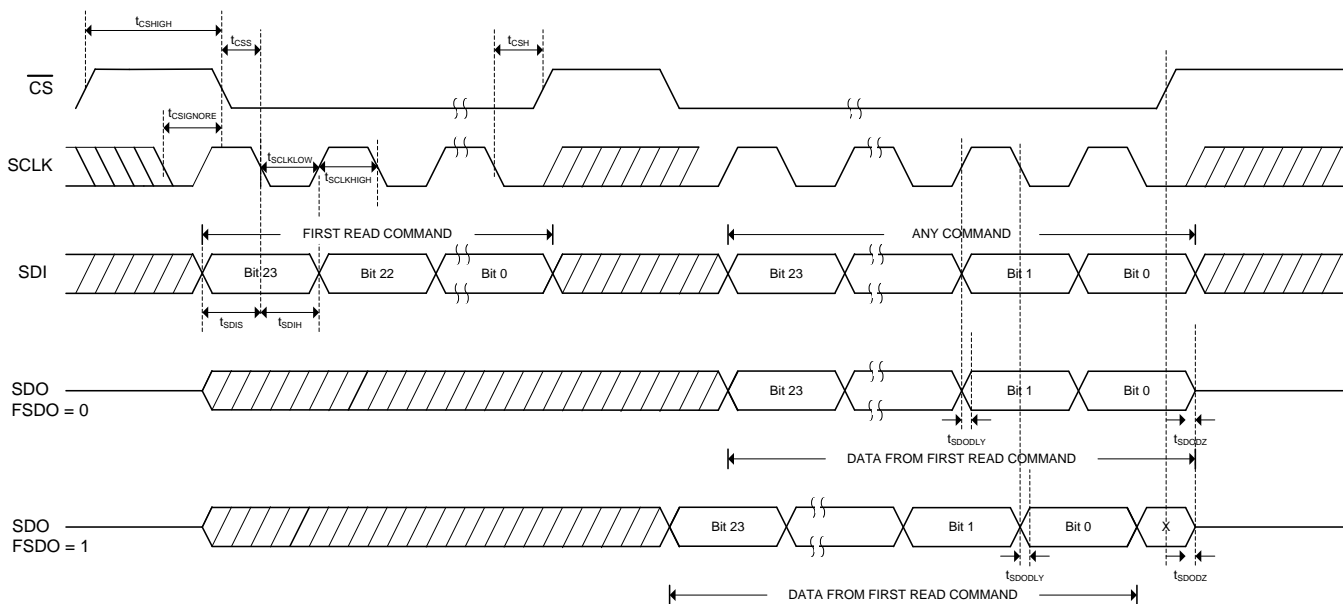 tCSHIGH
tCSS
tCSH
CS
tCSIGNORE
SCLK
tSCLKLOW
tSCLKHIGH
FIRST READ COMMAND
ANY COMMAND
SDI
Bit 23
Bit 22
Bit 0
Bit 23
Bit 1
Bit 0
tSDIS
tSDIH
SDO
FSDO = 0
Bit 23
Bit 1
Bit 0
tSDODLY
tSDODZ
DATA FROM FIRST READ COMMAND
SDO
FSDO = 1
Bit 23
Bit 1
Bit 0
X
tSDODLY
tSDODZ
DATA FROM FIRST READ COMMAND